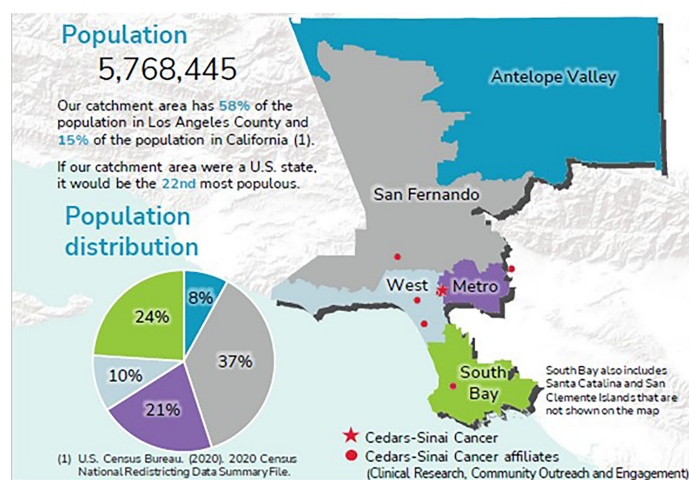 Population
5,768,445
Our catchment area has 58% of the
population in Los Angeles County and
15% of the population in California (1).
If our catchment area were a U.S. state,
it would be the 22nd most populous.
Population
distribution
8%
37%
21%
10%
24%
(1) U.S. Census Bureau. (2020). 2020 Census
National Redistricting Data Summary File.
Antelope Valley
San Fernando
West
Metro
South
Bay
South Bay also includes
Santa Catalina and San
Clemente Islands that are
not shown on the map
Cedars-Sinai Cancer
Cedars-Sinai Cancer affiliates
(Clinical Research, Community Outreach and Engagement)